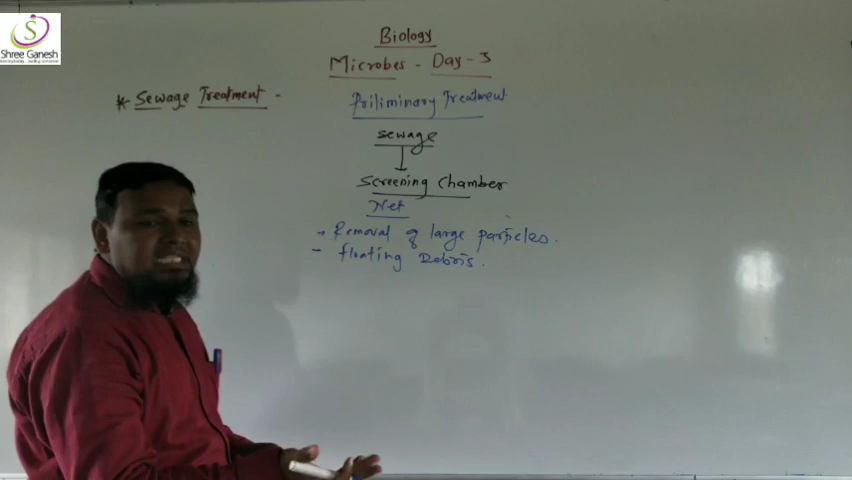 S
Shree Ganesh
Biology
Microbes - Day - 3
* Sewage Treatment -
Priliminary Treatment
sewage
Screening Chamber
Net
→ Removal of large particles.
- floating Debris.